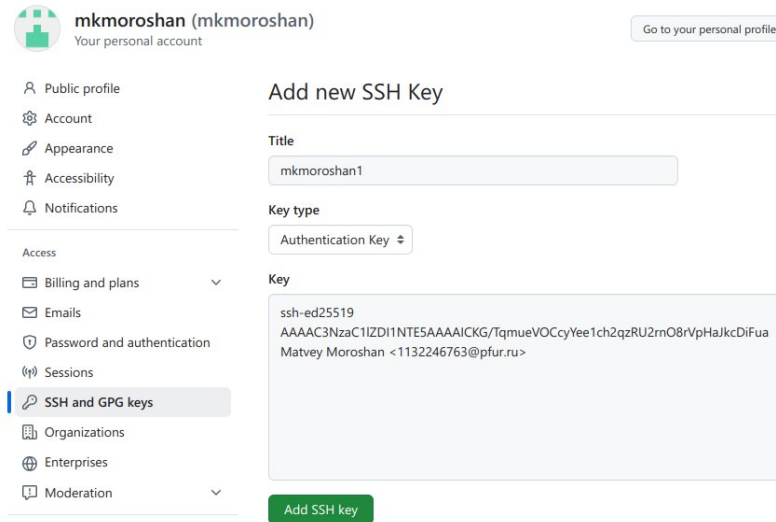 mkmoroshan (mkmoroshan)
Your personal account
Go to your personal profile
Public profile
Account
Appearance
Accessibility
Notifications
Access
Billing and plans
Emails
Password and authentication
Sessions
SSH and GPG keys
Organizations
Enterprises
Moderation
Add new SSH Key
Title
mkmoroshan1
Key type
Authentication Key
Key
ssh-ed25519
AAAAC3NzaC1lZDI1NTE5AAAAICKG/TqmueVOCcyYee1ch2qzRU2rnO8rVpHaJkcDiFua
Matvey Moroshan <1132246763@pfur.ru>
Add SSH key